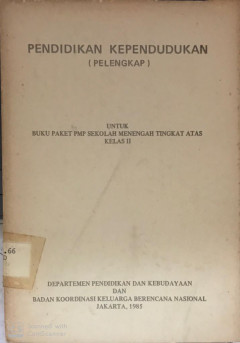 PENDIDIKAN KEPENDUDUKAN
( PELENGKAP )
UNTUK
BUKU PAKET PMP SEKOLAH MENENGAH TINGKAT ATAS
KELAS II
.66
DEPARTEMEN PENDIDIKAN DAN KEBUDAYAAN
DAN
BADAN KOORDINASI KELUARGA BERENCANA NASIONAL
JAKARTA, 1985